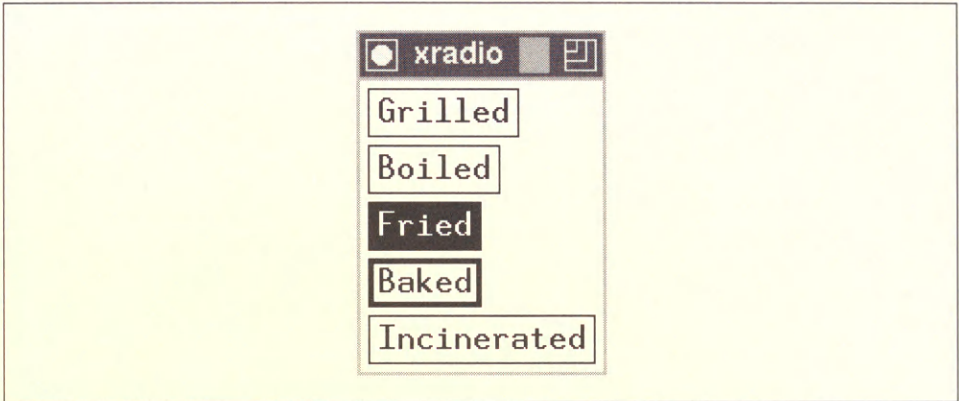 xradio
Grilled
Boiled
Fried
Baked
Incinerated